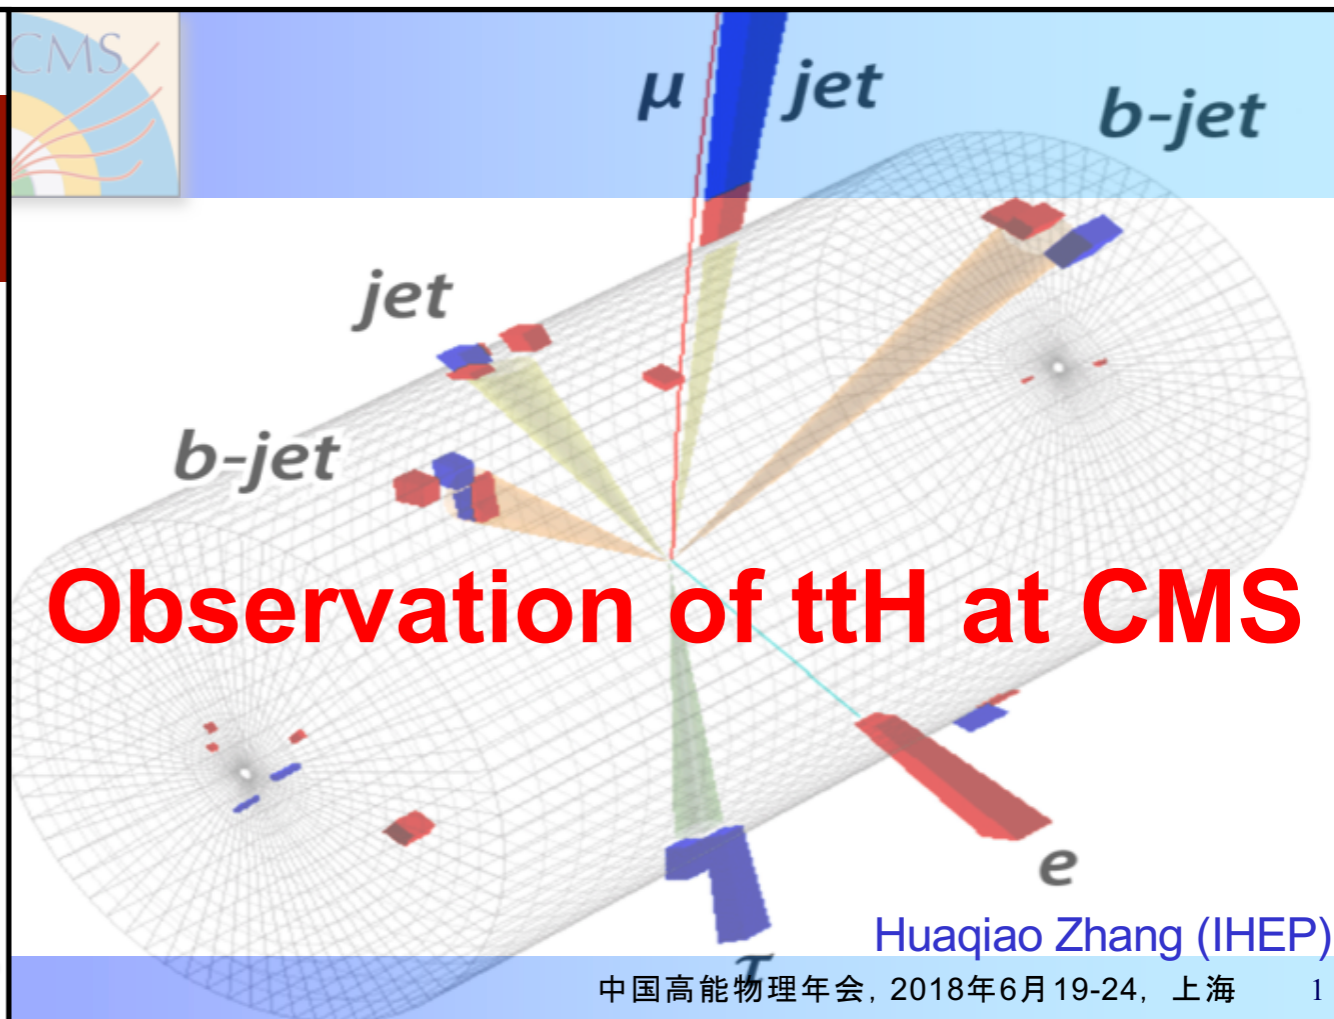 CMS
μ jet
b-jet
jet
b-jet
Observation of ttH at CMS
e
Huaqiao Zhang (IHEP)
τ
中国高能物理年会, 2018年6月19-24, 上海 1